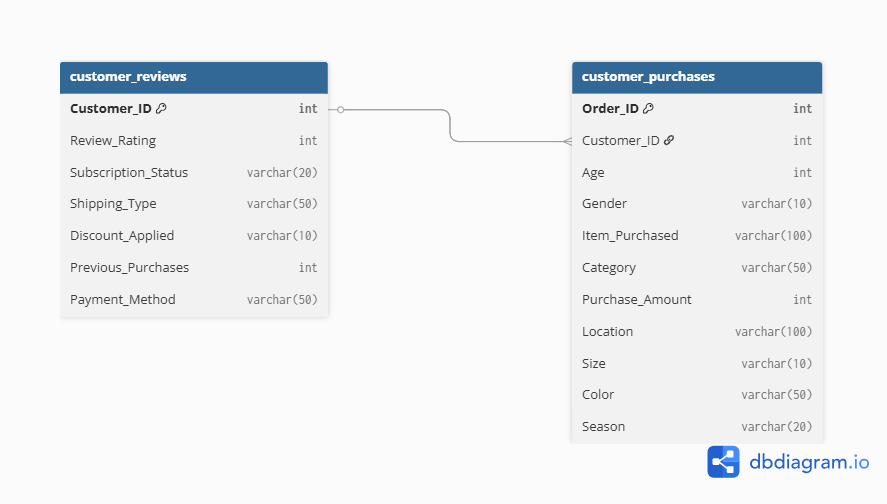 customer_reviews
Customer_ID int
Review_Rating int
Subscription_Status varchar(20)
Shipping_Type varchar(50)
Discount_Applied varchar(10)
Previous_Purchases int
Payment_Method varchar(50)
customer_purchases
Order_ID int
Customer_ID int
Age int
Gender varchar(10)
Item_Purchased varchar(100)
Category varchar(50)
Purchase_Amount int
Location varchar(100)
Size varchar(10)
Color varchar(50)
Season varchar(20)
dbdiagram.io